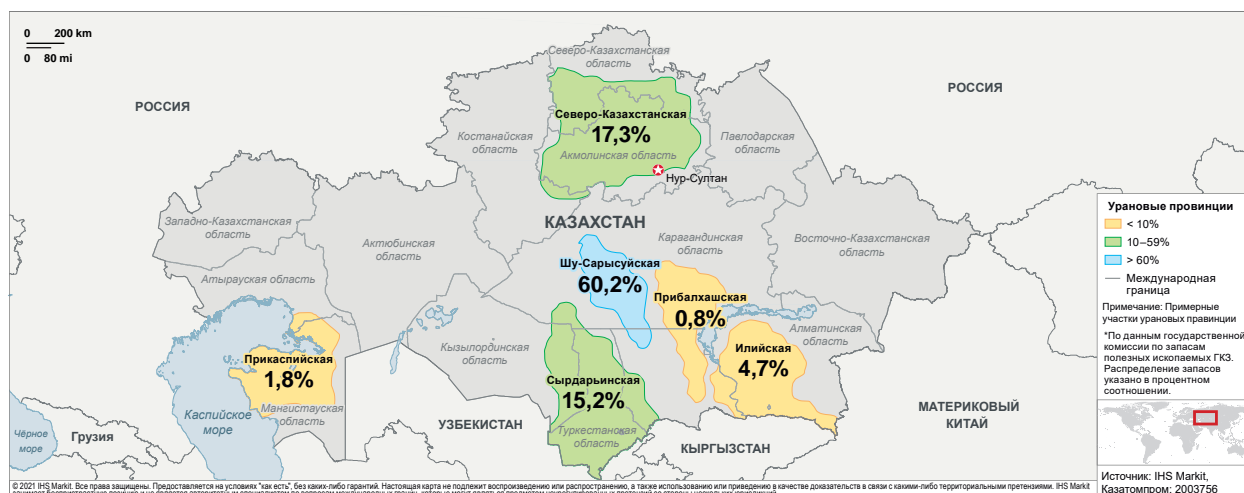 0 200 km
0 80 mi
РОССИЯ
РОССИЯ
Северо-Казахстанская
область
Северо-Казахстанская
17,3%
Костанайская
область
Акмолинская область
Павлодарская
область
Нур-Султан
Западно-Казахстанская
область
Актюбинская
область
КАЗАХСТАН
Карагандинская
область
Восточно-Казахстанская
область
Атырауская область
Шу-Сарысуйская
60,2%
Прибалхашская
0,8%
Алматинская
область
Кызылординская
область
Илийская
4,7%
Прикаспийская
1,8%
Мангистауская
область
Сырдарьинская
15,2%
Туркестанская
область
Каспийское
море
Чёрное
море
Грузия
УЗБЕКИСТАН
КЫРГЫЗСТАН
МАТЕРИКОВЫЙ
КИТАЙ
Урановые провинции
< 10%
10–59%
> 60%
Международная
граница
Примечание: Примерные
участки урановых правинции
*По данным государственной
комиссии по запасам
полезных ископаемых ГКЗ.
Распределение запасов
указано в процентном
соотношении.
Источник: IHS Markit,
Казатомпром: 2003756
© 2021 IHS Markit. Все права защищены. Предоставляется на условиях "как есть", без каких-либо гарантий. Настоящая карта не подлежит воспроизведению или распространению, а также использованию или приведению в качестве доказательств в связи с какими-либо территориальными претензиями. IHS Markit